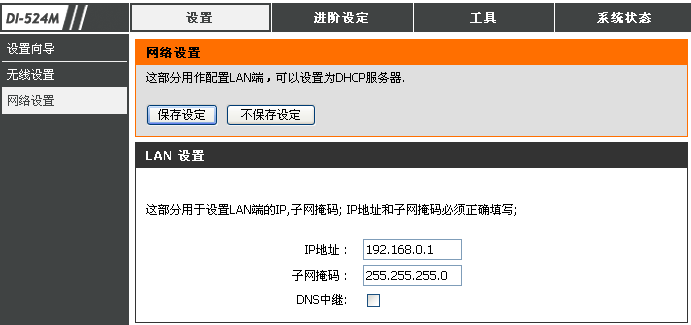 DI-524M
设置
进阶设定
工具
系统状态
设置向导
无线设置
网络设置
网络设置
这部分用作配置LAN端，可以设置为DHCP服务器.
保存设定
不保存设定
LAN 设置
这部分用于设置LAN端的IP,子网掩码; IP地址和子网掩码必须正确填写;
IP地址： 192.168.0.1
子网掩码： 255.255.255.0
DNS中继: